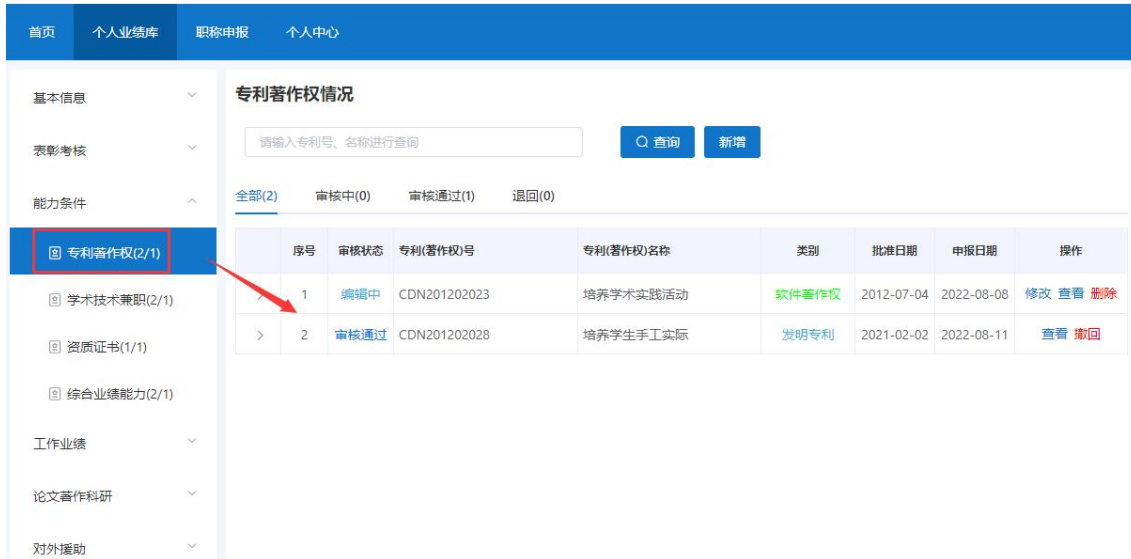 首页 个人业绩库 职称申报 个人中心
基本信息
表彰考核
能力条件
专利著作权(2/1)
学术技术兼职(2/1)
资质证书(1/1)
综合业绩能力(2/1)
工作业绩
论文著作科研
对外援助
专利著作权情况
请输入专利号、名称进行查询 查询 新增
全部(2) 审核中(0) 审核通过(1) 退回(0)
序号 审核状态 专利(著作权)号 专利(著作权)名称 类别 批准日期 申报日期 操作
1 编辑中 CDN201202023 培养学术实践活动 软件著作权 2012-07-04 2022-08-08 修改 查看 删除
2 审核通过 CDN201202028 培养学生手工实际 发明专利 2021-02-02 2022-08-11 查看 撤回